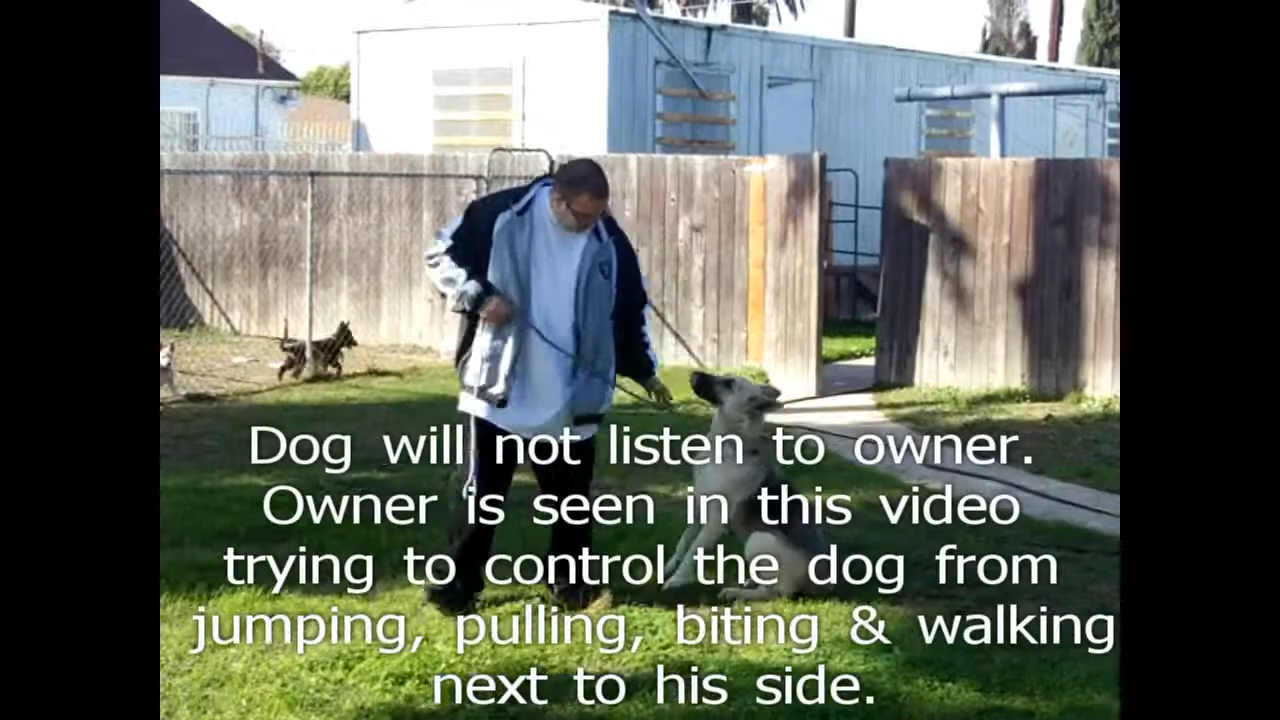 Dog will not listen to owner.
Owner is seen in this video
trying to control the dog from
jumping, pulling, biting & walking
next to his side.